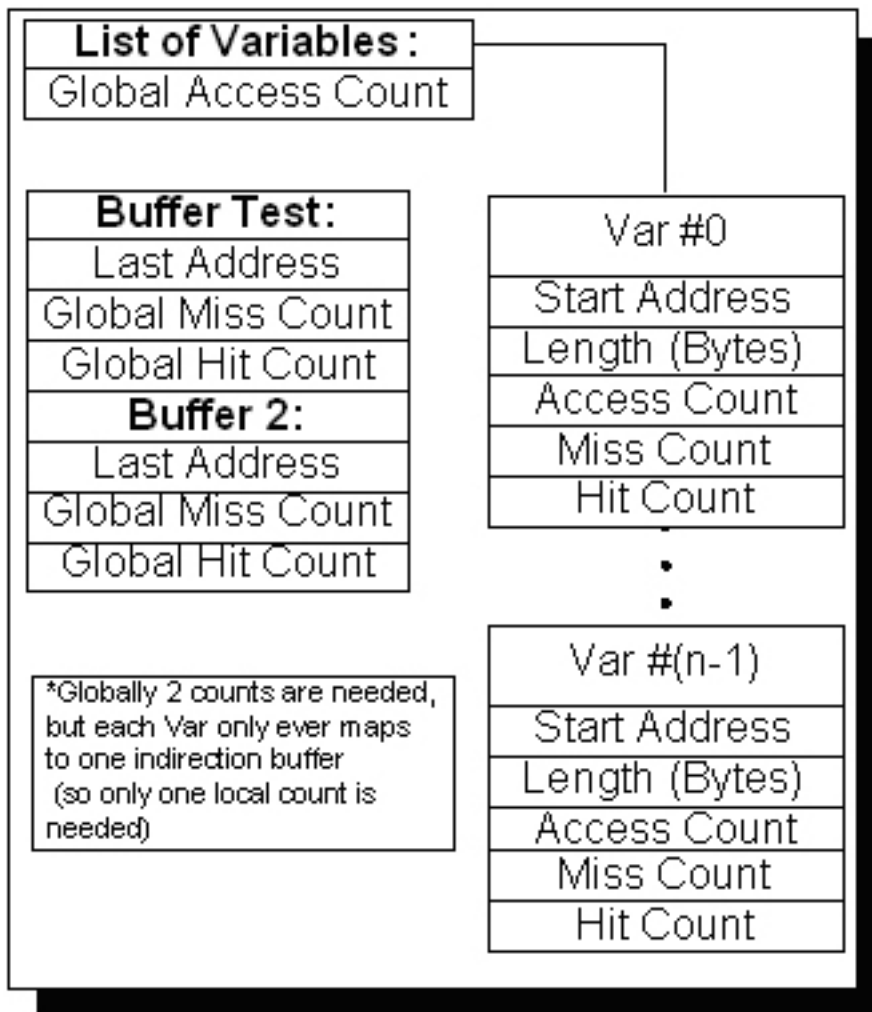 List of Variables :
Global Access Count
Buffer Test:
Last Address
Global Miss Count
Global Hit Count
Buffer 2:
Last Address
Global Miss Count
Global Hit Count
*Globally 2 counts are needed,
but each Var only ever maps
to one indirection buffer
(so only one local count is
needed)
Var #0
Start Address
Length (Bytes)
Access Count
Miss Count
Hit Count
Var #(n-1)
Start Address
Length (Bytes)
Access Count
Miss Count
Hit Count